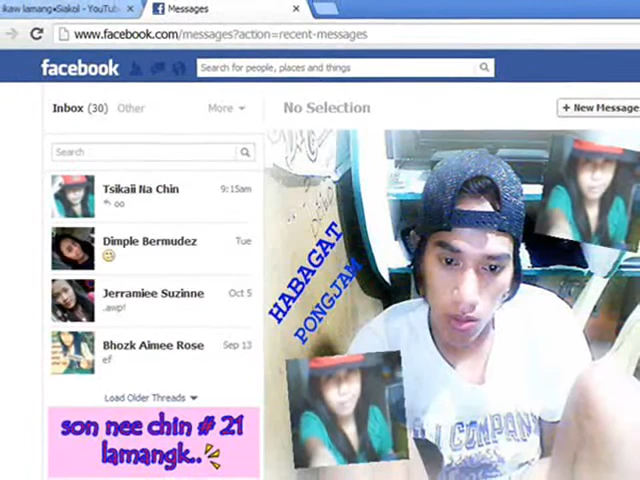 ikaw lamang•Siakol - YouTub
Messages
www.facebook.com/messages?action=recent-messages
facebook
Search for people, places and things
Inbox (30) Other More
No Selection
+ New Message
Search
Tsikaii Na Chin 9:15am
oo
Dimple Bermudez Tue
Jerramiee Suzinne Oct 5
.awp!
Bhozk Aimee Rose Sep 13
ef
Load Older Threads
HABAGAT
PONGJAM
son nee chin # 21
lamangk..
COMPANY